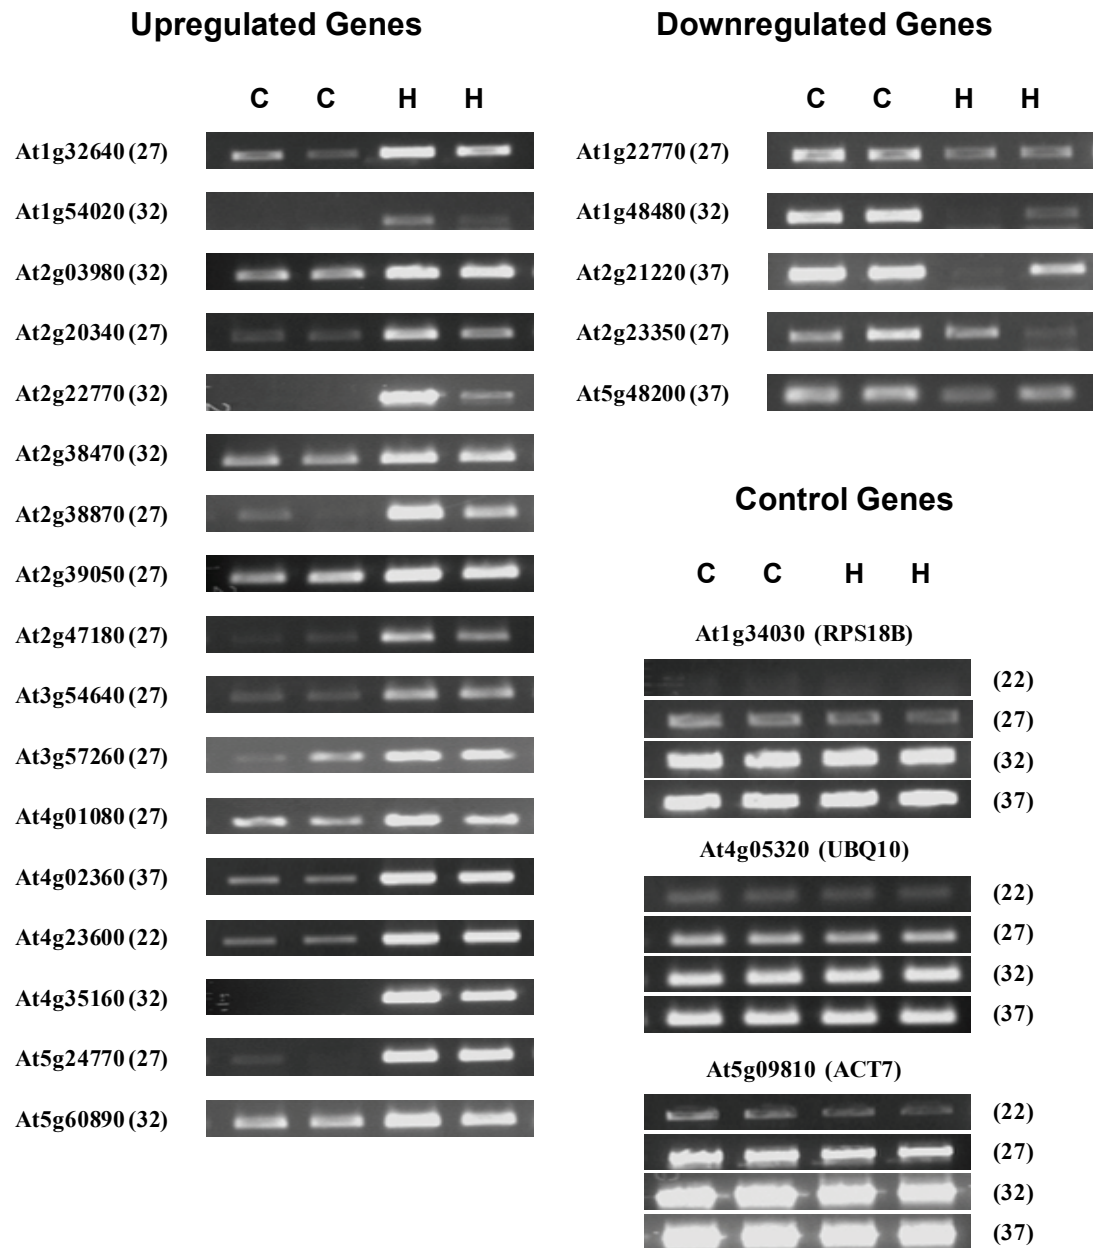 Upregulated Genes
C C H H
At1g32640 (27)
At1g54020 (32)
At2g03980 (32)
At2g20340 (27)
At2g22770 (32)
At2g38470 (32)
At2g38870 (27)
At2g39050 (27)
At2g47180 (27)
At3g54640 (27)
At3g57260 (27)
At4g01080 (27)
At4g02360 (37)
At4g23600 (22)
At4g35160 (32)
At5g24770 (27)
At5g60890 (32)
Downregulated Genes
C C H H
At1g22770 (27)
At1g48480 (32)
At2g21220 (37)
At2g23350 (27)
At5g48200 (37)
Control Genes
C C H H
At1g34030 (RPS18B)
(22)
(27)
(32)
(37)
At4g05320 (UBQ10)
(22)
(27)
(32)
(37)
At5g09810 (ACT7)
(22)
(27)
(32)
(37)